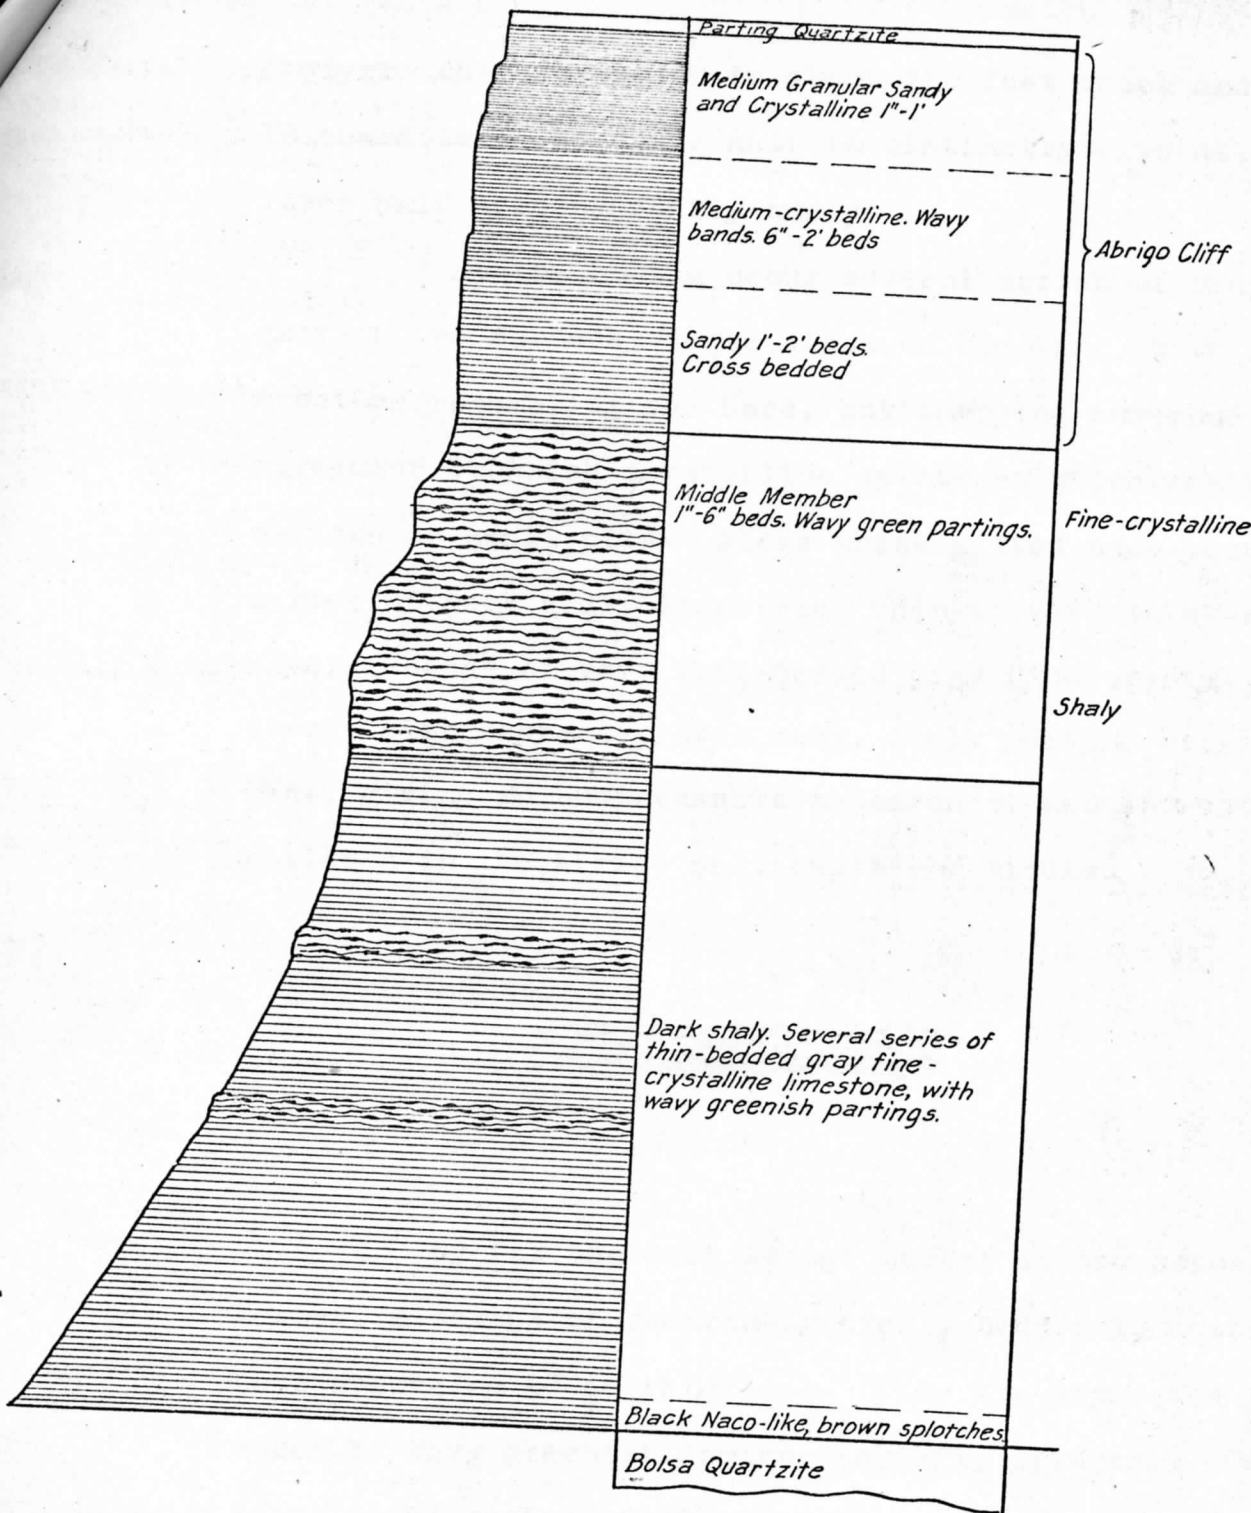 Parting Quartzite
Medium Granular Sandy
and Crystalline 1"-1'
Medium-crystalline. Wavy
bands. 6"-2' beds
Abrigo Cliff
Sandy 1'-2' beds.
Cross bedded
Middle Member
1"-6" beds. Wavy green partings.
Fine-crystalline
Shaly
Dark shaly. Several series of
thin-bedded gray fine-
crystalline limestone, with
wavy greenish partings.
Black Naco-like, brown splotches.
Bolsa Quartzite